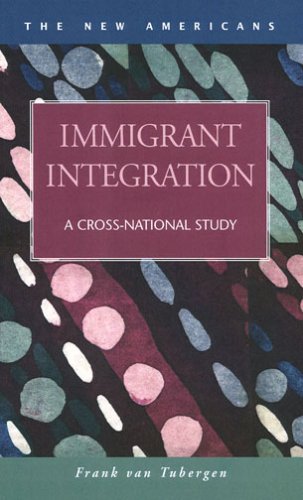 THE NEW AMERICANS
IMMIGRANT
INTEGRATION
A CROSS-NATIONAL STUDY
Frank van Tubergen